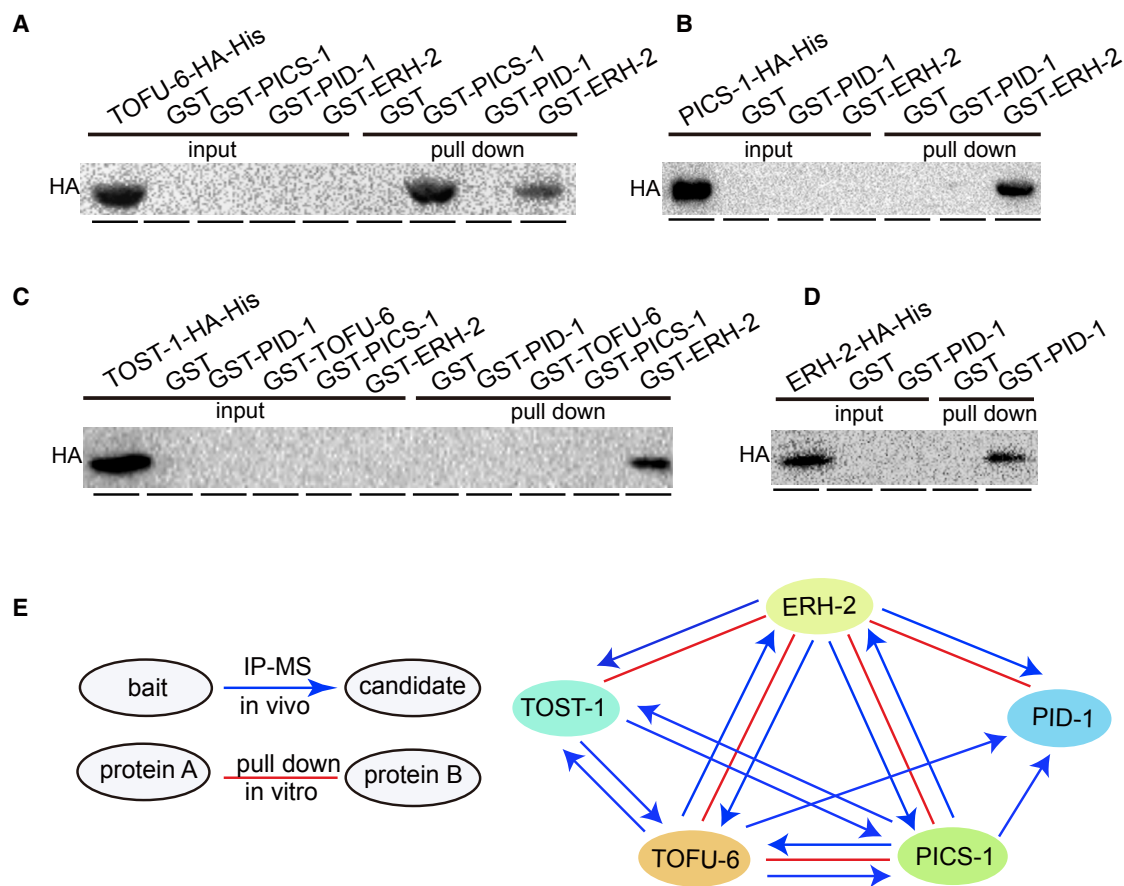 A
TOFU-6-HA-His
GST
GST-PICS-1
GST-PID-1
GST-ERH-2
GST
GST-PICS-1
GST-PID-1
GST-ERH-2
input
pull down
HA
B
PICS-1-HA-His
GST
GST-PID-1
GST-ERH-2
GST
GST-PID-1
GST-ERH-2
input
pull down
HA
C
TOST-1-HA-His
GST
GST-PID-1
GST-TOFU-6
GST-PICS-1
GST-ERH-2
GST
GST-PID-1
GST-TOFU-6
GST-PICS-1
GST-ERH-2
input
pull down
HA
D
ERH-2-HA-His
GST
GST-PID-1
GST
GST-PID-1
input
pull down
HA
E
bait
IP-MS
in vivo
candidate
protein A
pull down
in vitro
protein B
ERH-2
TOST-1
PID-1
TOFU-6
PICS-1